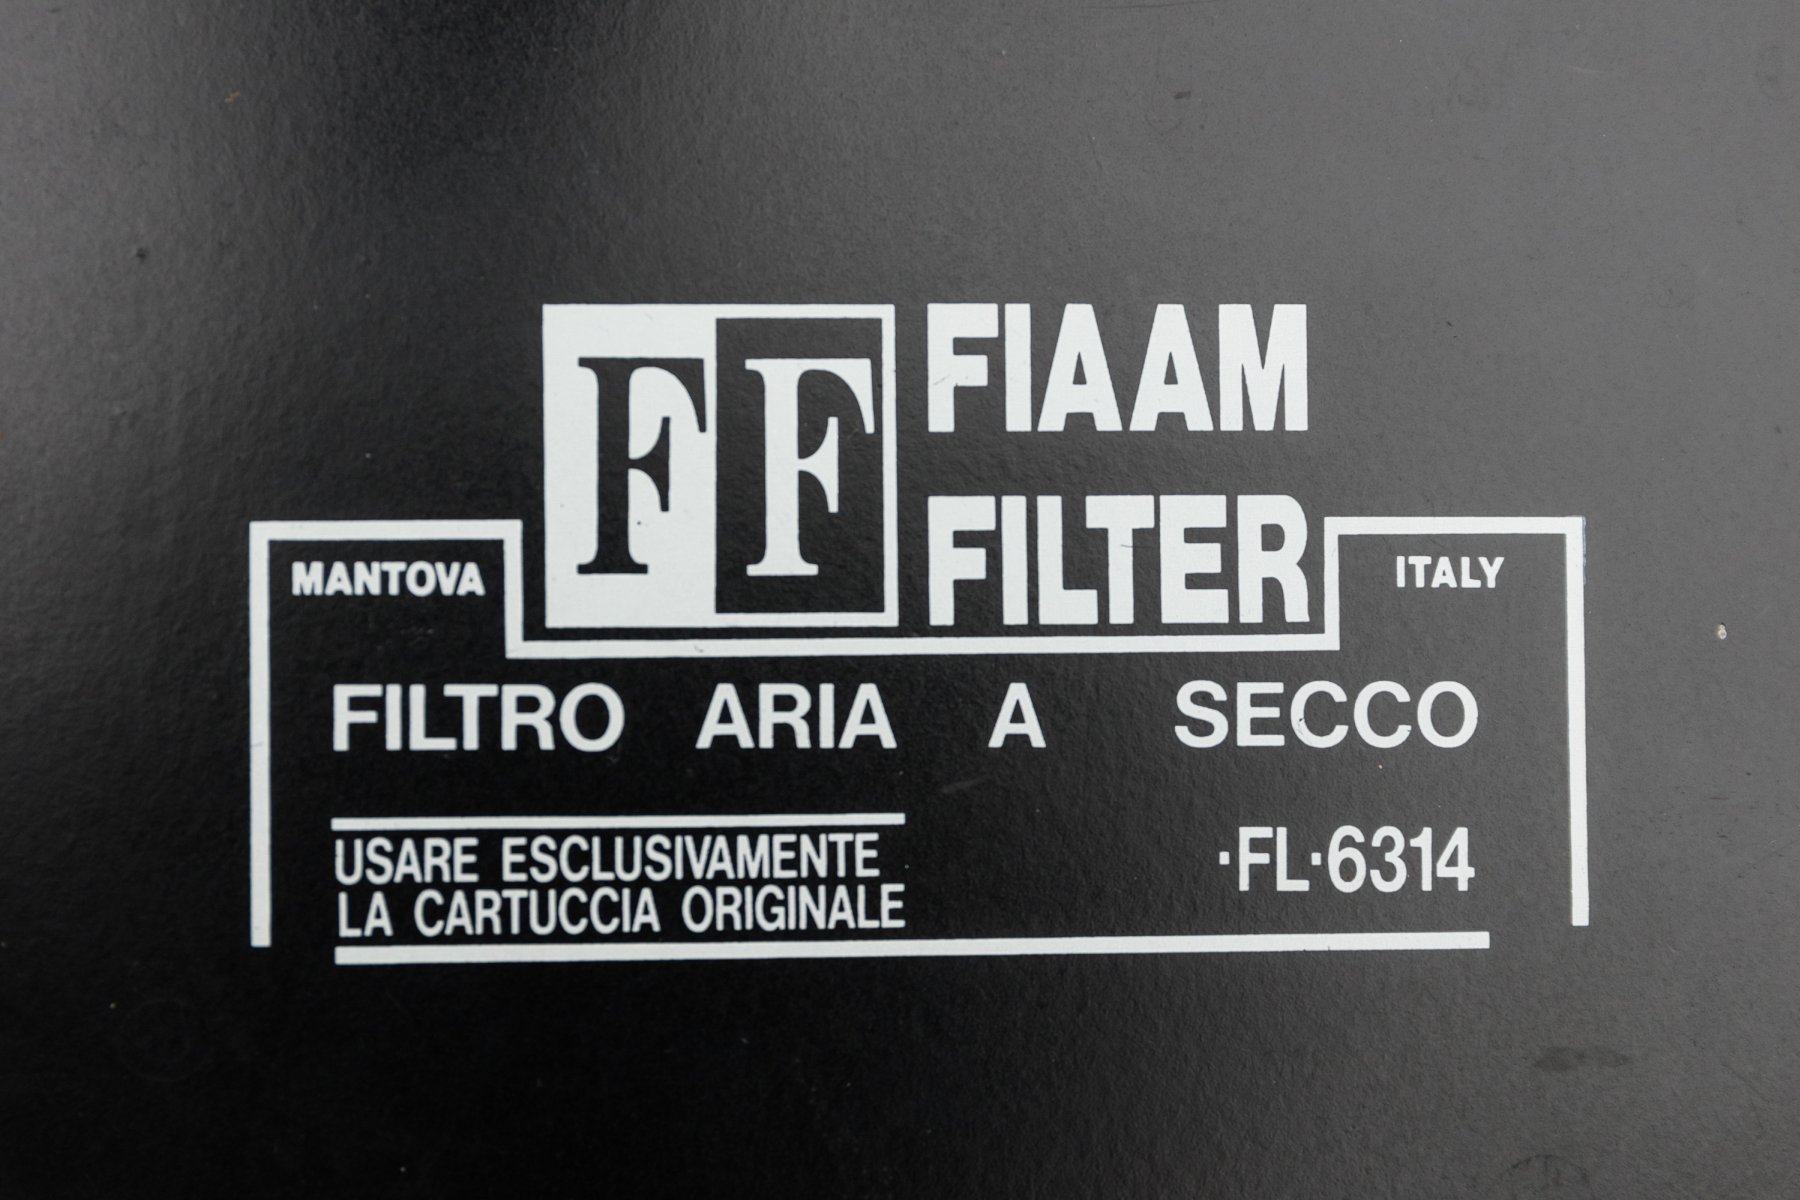 FF FIAAM
FILTER
MANTOVA
ITALY
FILTRO ARIA A SECCO
USARE ESCLUSIVAMENTE
LA CARTUCCIA ORIGINALE
·FL·6314